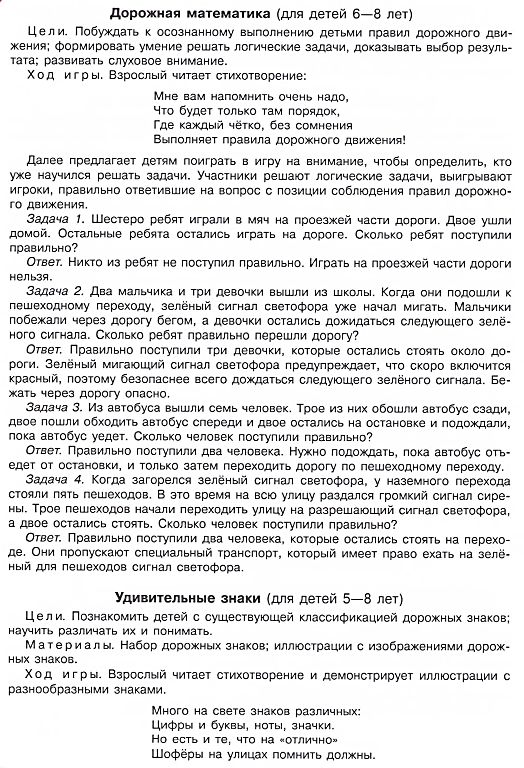 Дорожная математика (для детей 6—8 лет)
Цели. Побуждать к осознанному выполнению детьми правил дорожного дви-
жения; формировать умение решать логические задачи, доказывать выбор резуль-
тата; развивать слуховое внимание.
Ход игры. Взрослый читает стихотворение:
Мне вам напомнить очень надо,
Что будет только там порядок,
Где каждый чётко, без сомнения
Выполняет правила дорожного движения!
Далее предлагает детям поиграть в игру на внимание, чтобы определить, кто
уже научился решать задачи. Участники решают логические задачи, выигрывают
игроки, правильно ответившие на вопрос с позиции соблюдения правил дорожно-
го движения.
Задача 1. Шестеро ребят играли в мяч на проезжей части дороги. Двое ушли
домой. Остальные ребята остались играть на дороге. Сколько ребят поступили
правильно?
Ответ. Никто из ребят не поступил правильно. Играть на проезжей части дороги
нельзя.
Задача 2. Два мальчика и три девочки вышли из школы. Когда они подошли к
пешеходному переходу, зелёный сигнал светофора уже начал мигать. Мальчики
побежали через дорогу бегом, а девочки остались дожидаться следующего зелё-
ного сигнала. Сколько ребят правильно перешли дорогу?
Ответ. Правильно поступили три девочки, которые остались стоять около до-
роги. Зелёный мигающий сигнал светофора предупреждает, что скоро включится
красный, поэтому безопаснее всего дождаться следующего зелёного сигнала. Бе-
жать через дорогу опасно.
Задача 3. Из автобуса вышли семь человек. Трое из них обошли автобус сзади,
двое пошли обходить автобус спереди и двое остались на остановке и подождали,
пока автобус уедет. Сколько человек поступили правильно?
Ответ. Правильно поступили два человека. Нужно подождать, пока автобус отъ-
едет от остановки, и только затем переходить дорогу по пешеходному переходу.
Задача 4. Когда загорелся зелёный сигнал светофора, у наземного перехода
стояли пять пешеходов. В это время на всю улицу раздался громкий сигнал сире-
ны. Трое пешеходов начали переходить улицу на разрешающий сигнал светофора,
а двое остались стоять. Сколько человек поступили правильно?
Ответ. Правильно поступили два человека, которые остались стоять на перехо-
де. Они пропускают специальный транспорт, который имеет право ехать на зелё-
ный для пешеходов сигнал светофора.
Удивительные знаки (для детей 5—8 лет)
Цели. Познакомить детей с существующей классификацией дорожных знаков;
научить различать их и понимать.
Материалы. Набор дорожных знаков; иллюстрации с изображениями дорож-
ных знаков.
Ход игры. Взрослый читает стихотворение и демонстрирует иллюстрации с
разнообразными знаками.
Много на свете знаков различных:
Цифры и буквы, ноты, значки.
Но есть и те, что на «отлично»
Шофёры на улицах помнить должны.